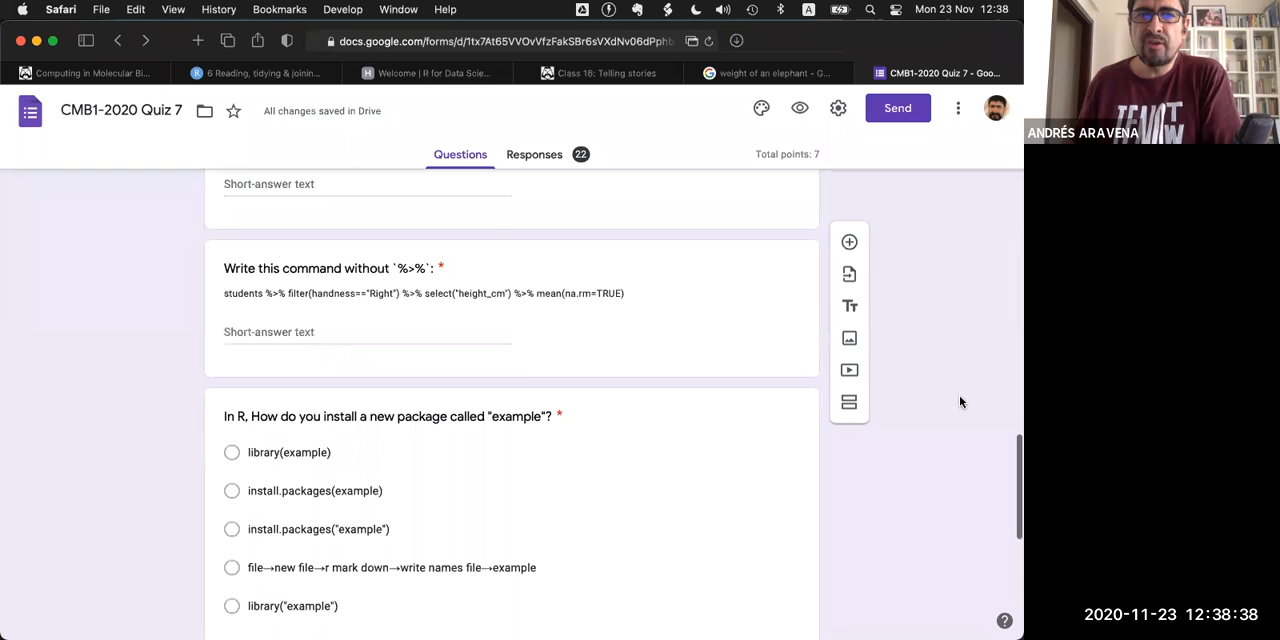 Safari File Edit View History Bookmarks Develop Window Help A Mon 23 Nov 12:38
docs.google.com/forms/d/1tx7At65VVOvVfzFakSBr6sVXdNv06dPphb
Computing in Molecular Bi... 6 Reading, tidying & joinin... Welcome | R for Data Scie... Class 16: Telling stories weight of an elephant - G... CMB1-2020 Quiz 7 - Goo...
CMB1-2020 Quiz 7 All changes saved in Drive Send
Questions Responses 22 Total points: 7
Short-answer text
Write this command without `%>%`: *
students %>% filter(handness=="Right") %>% select("height_cm") %>% mean(na.rm=TRUE)
Short-answer text
In R, How do you install a new package called "example"? *
library(example)
install.packages(example)
install.packages("example")
file→new file→r mark down→write names file→example
library("example")
ANDRÉS ARAVENA
2020-11-23 12:38:38